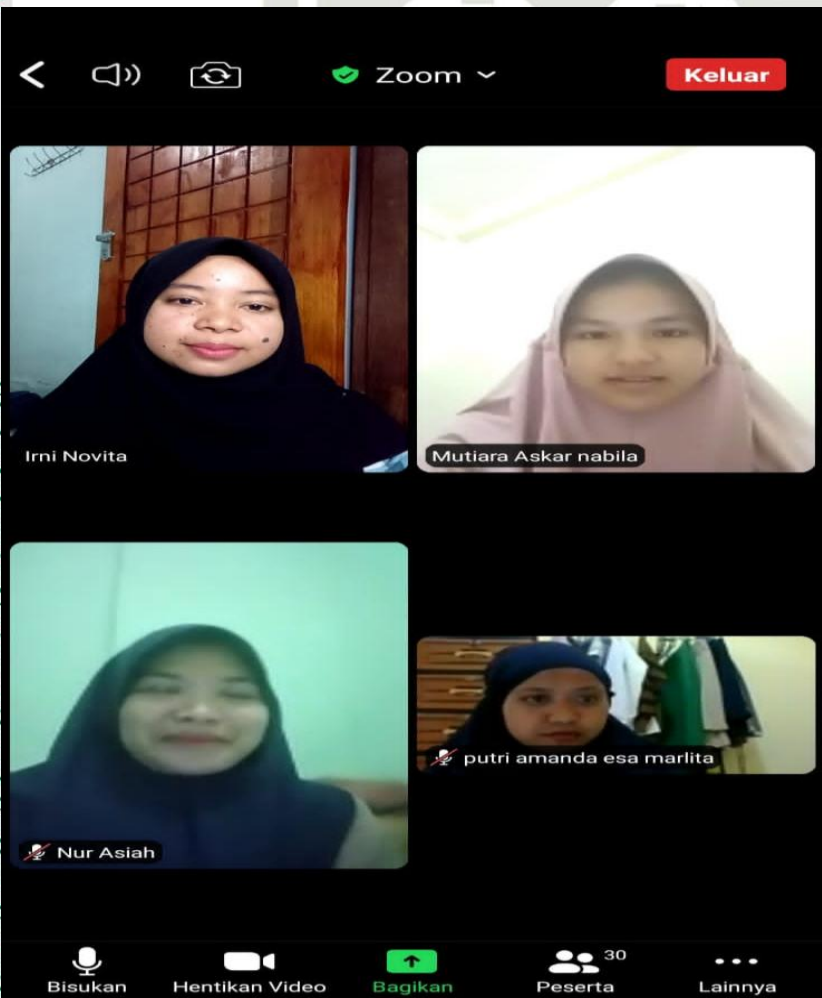 Zoom
Keluar
Irni Novita
Mutiara Askar nabila
putri amanda esa marlita
Nur Asiah
30
Bisukan
Hentikan Video
Bagikan
Peserta
Lainnya